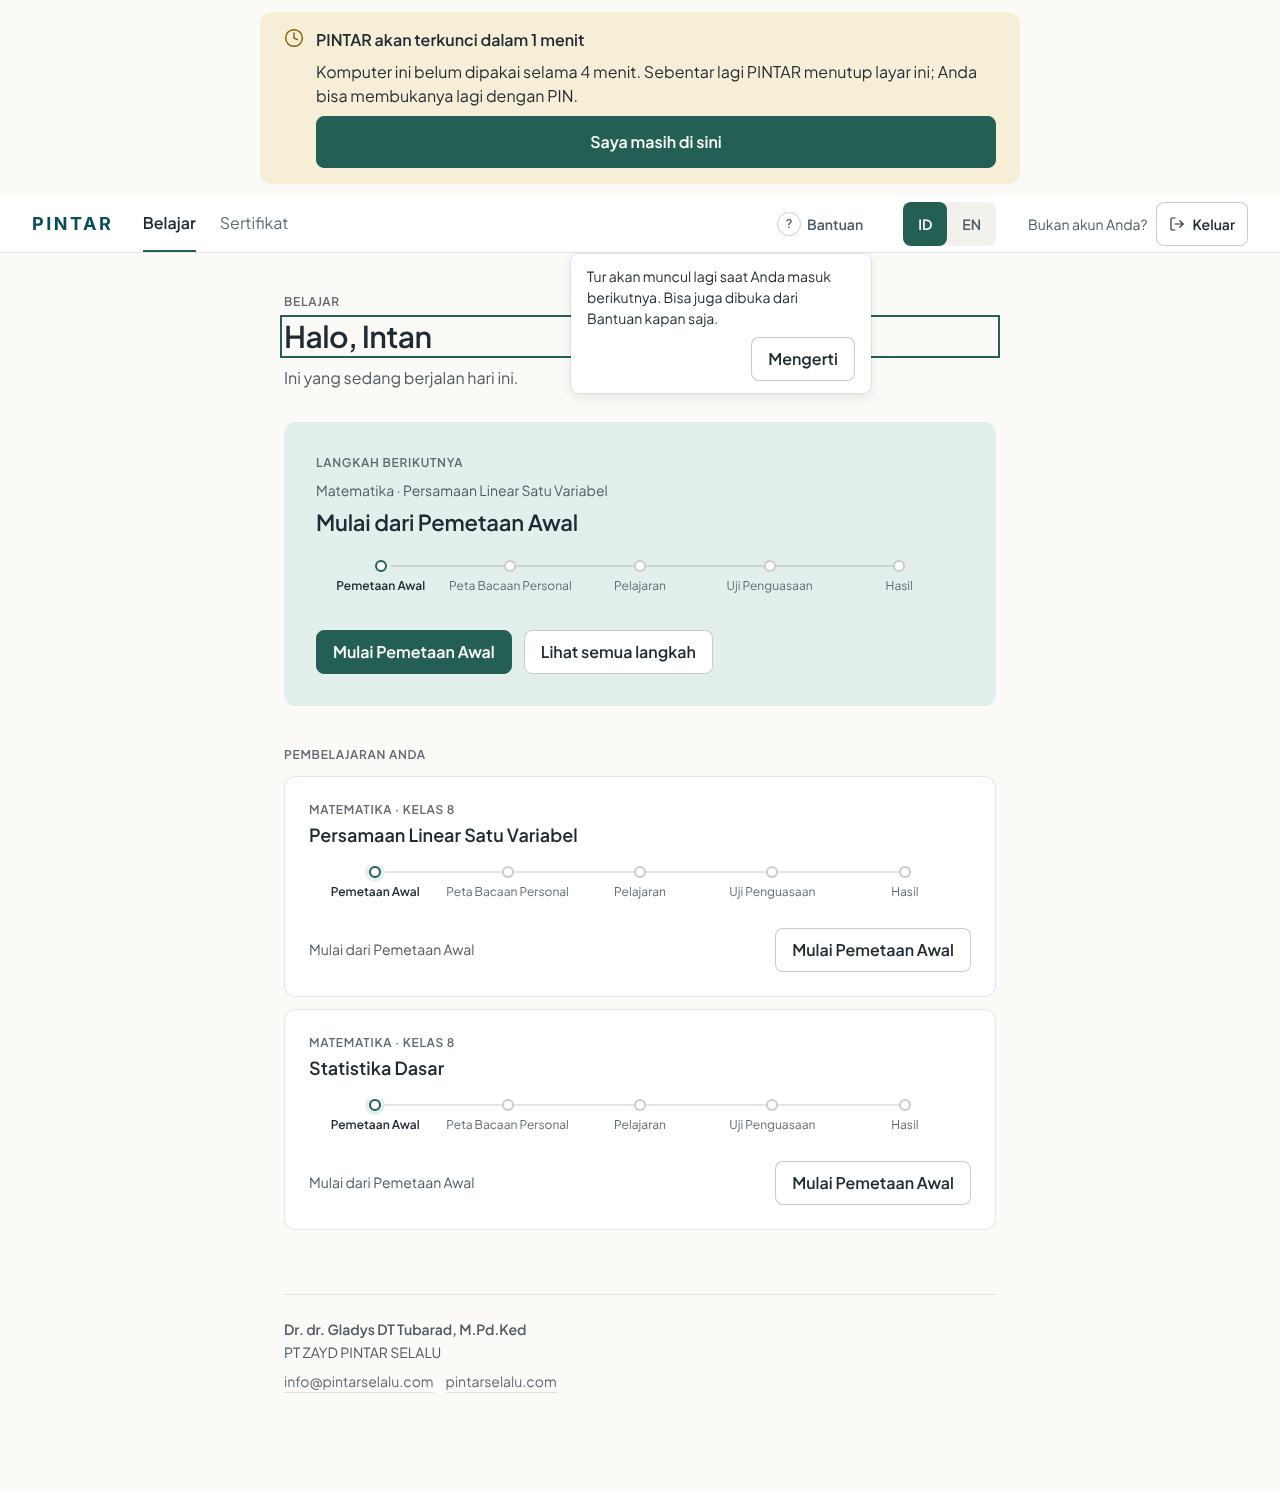 PINTAR akan terkunci dalam 1 menit
Komputer ini belum dipakai selama 4 menit. Sebentar lagi PINTAR menutup layar ini; Anda
bisa membukanya lagi dengan PIN.
Saya masih di sini
PINTAR
Belajar
Sertifikat
? Bantuan
ID
EN
Bukan akun Anda?
Keluar
Tur akan muncul lagi saat Anda masuk
berikutnya. Bisa juga dibuka dari
Bantuan kapan saja.
Mengerti
BELAJAR
Halo, Intan
Ini yang sedang berjalan hari ini.
LANGKAH BERIKUTNYA
Matematika · Persamaan Linear Satu Variabel
Mulai dari Pemetaan Awal
Pemetaan Awal
Peta Bacaan Personal
Pelajaran
Uji Penguasaan
Hasil
Mulai Pemetaan Awal
Lihat semua langkah
PEMBELAJARAN ANDA
MATEMATIKA · KELAS 8
Persamaan Linear Satu Variabel
Pemetaan Awal
Peta Bacaan Personal
Pelajaran
Uji Penguasaan
Hasil
Mulai dari Pemetaan Awal
Mulai Pemetaan Awal
MATEMATIKA · KELAS 8
Statistika Dasar
Pemetaan Awal
Peta Bacaan Personal
Pelajaran
Uji Penguasaan
Hasil
Mulai dari Pemetaan Awal
Mulai Pemetaan Awal
Dr. dr. Gladys DT Tubarad, M.Pd.Ked
PT ZAYD PINTAR SELALU
info@pintarselalu.com
pintarselalu.com